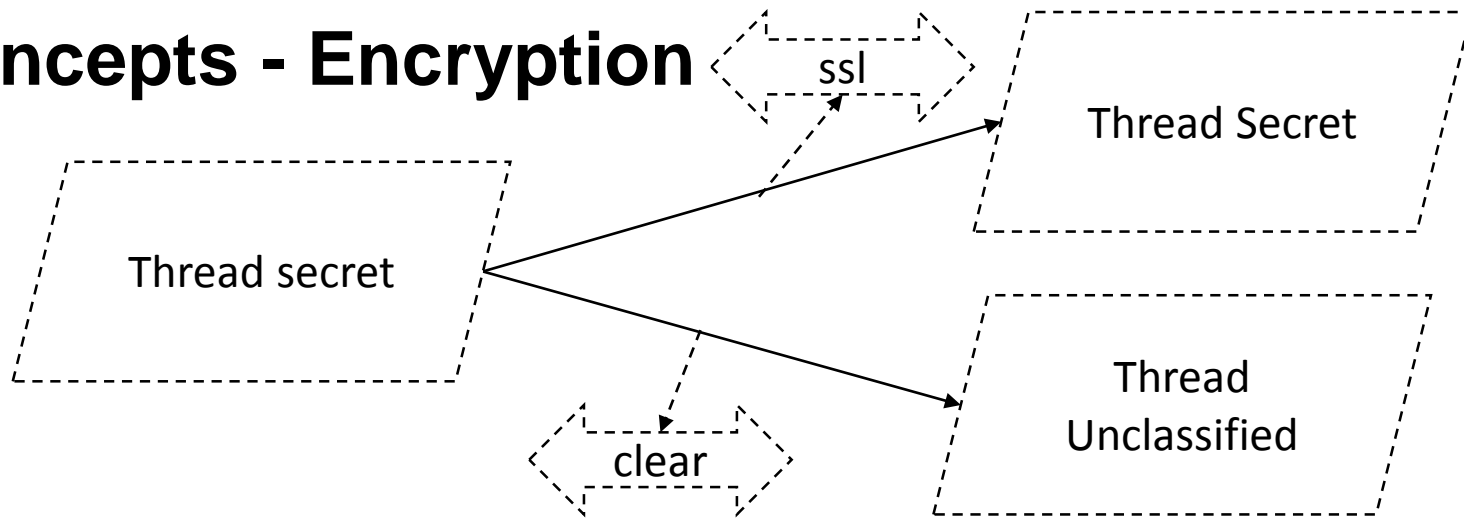 ncepts - Encryption
ssl
Thread Secret
Thread secret
Thread
Unclassified
clear